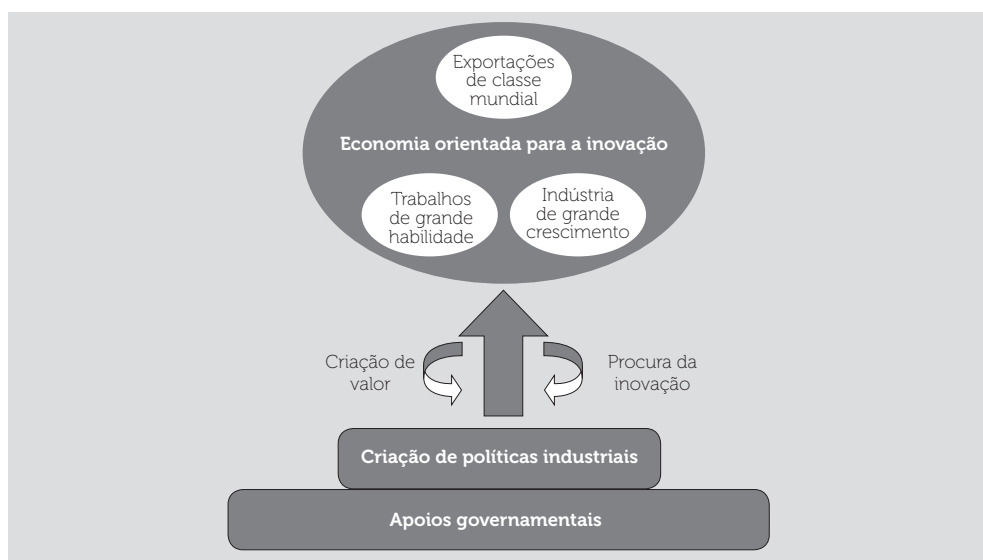 Exportações
de classe
mundial
Economia orientada para a inovação
Trabalhos
de grande
habilidade
Indústria
de grande
crescimento
Criação de
valor
Procura da
inovação
Criação de políticas industriais
Apoios governamentais